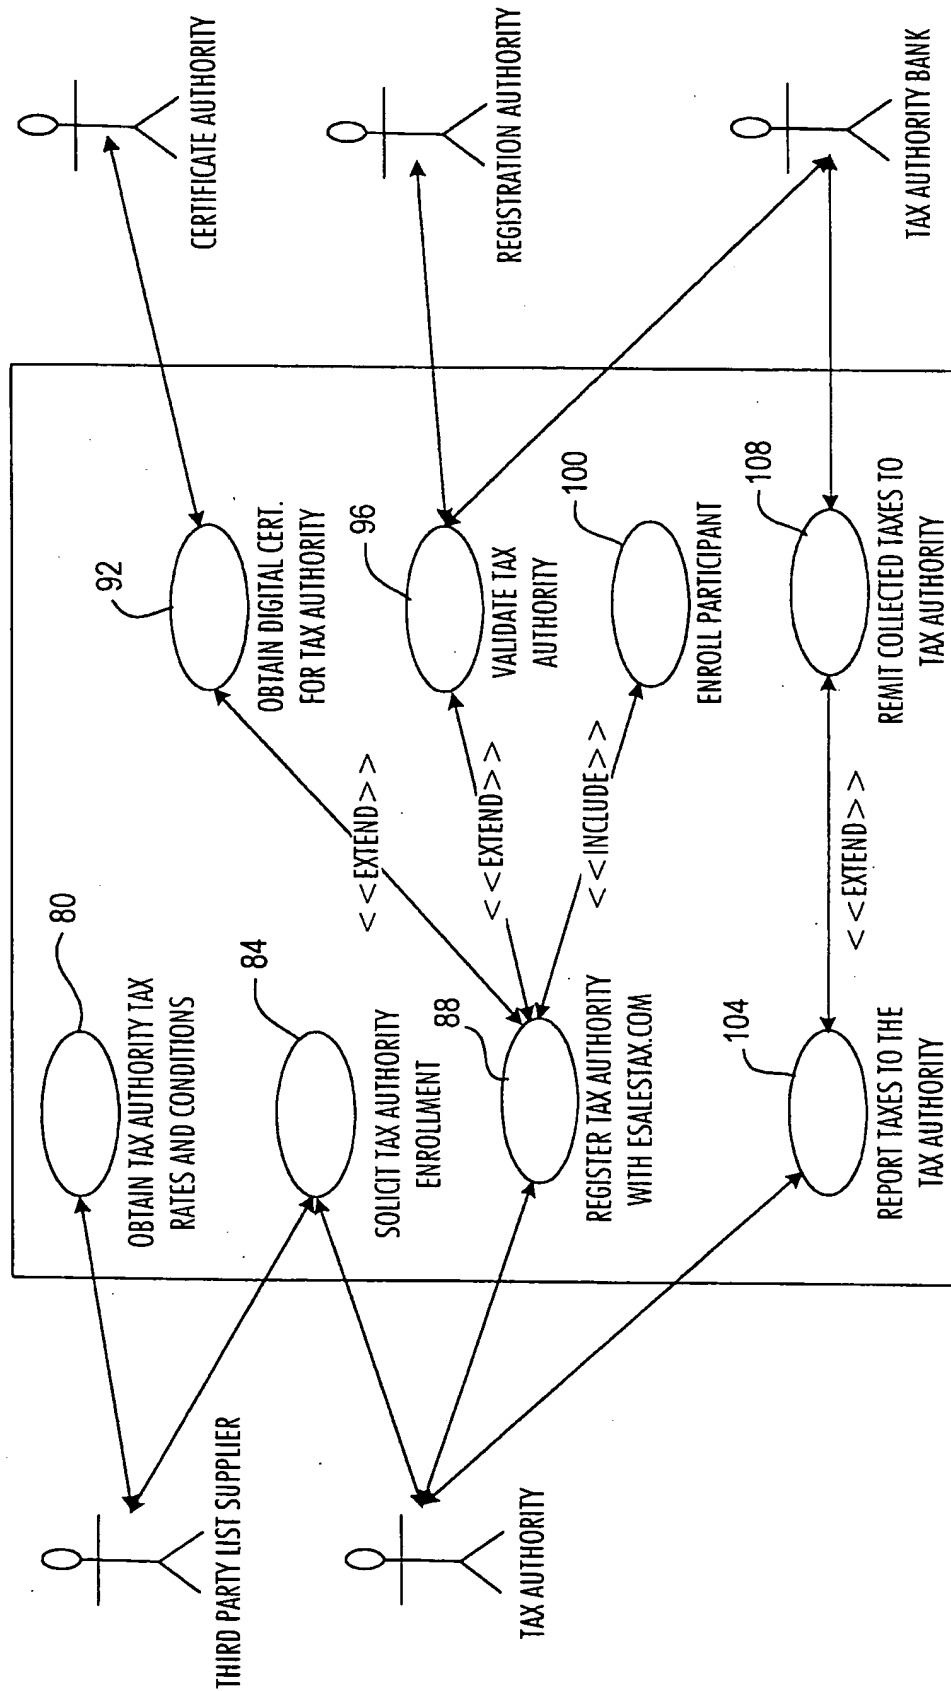 THIRD PARTY LIST SUPPLIER
TAX AUTHORITY
80
OBTAIN TAX AUTHORITY TAX
RATES AND CONDITIONS
84
SOLICIT TAX AUTHORITY
ENROLLMENT
88
REGISTER TAX AUTHORITY
WITH ESALESTAX.COM
104
REPORT TAXES TO THE
TAX AUTHORITY
<<EXTEND>>
<<EXTEND>>
<<INCLUDE>>
<<EXTEND>>
92
OBTAIN DIGITAL CERT.
FOR TAX AUTHORITY
96
VALIDATE TAX
AUTHORITY
100
ENROLL PARTICIPANT
108
REMIT COLLECTED TAXES TO
TAX AUTHORITY
CERTIFICATE AUTHORITY
REGISTRATION AUTHORITY
TAX AUTHORITY BANK